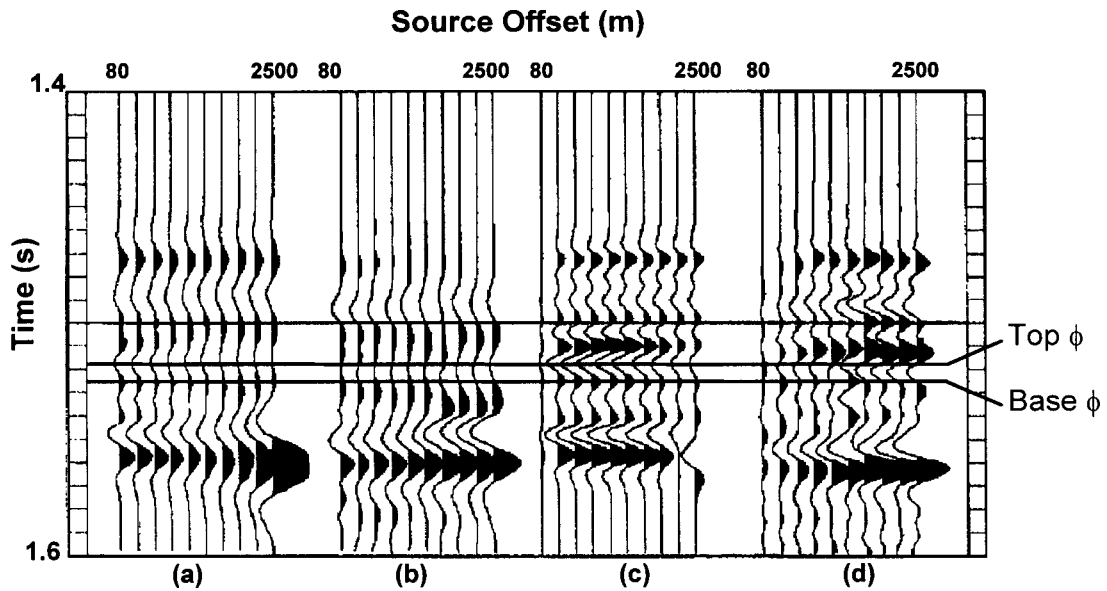 Source Offset (m)
80 2500 80 2500 80 2500 80 2500
1.4
Time (s)
Top ϕ
Base ϕ
1.6
(a) (b) (c) (d)